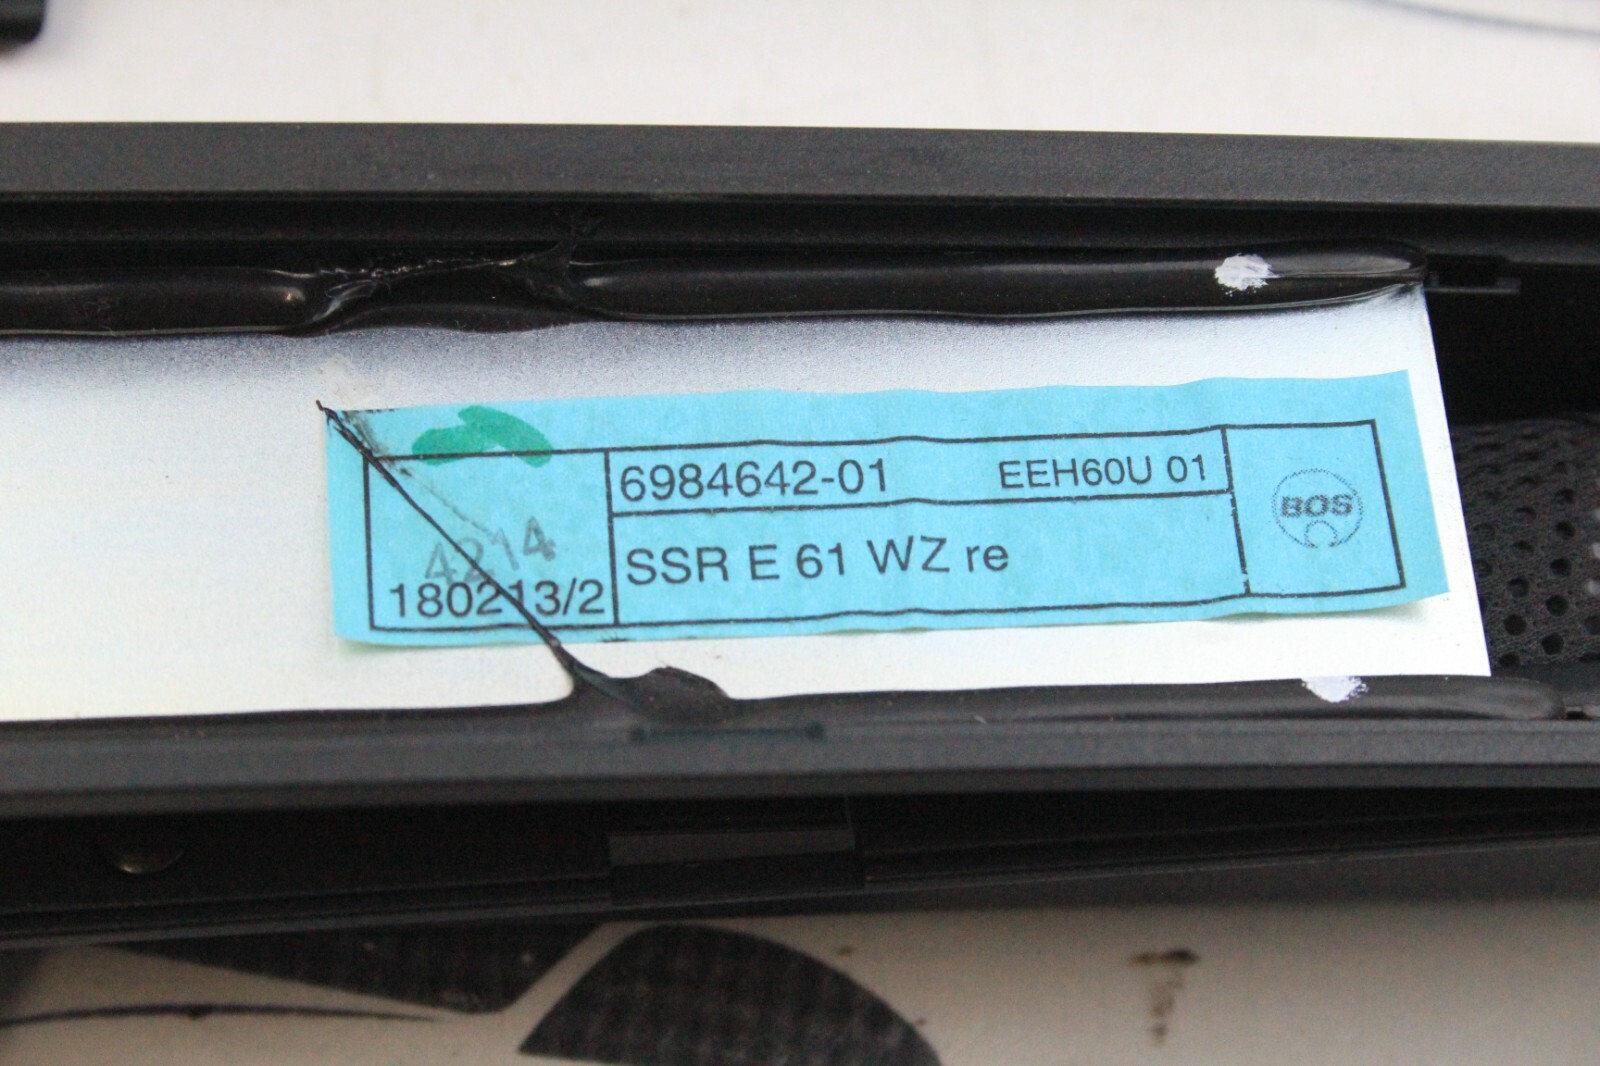 6984642-01 EEH60U 01
SSR E 61 WZ re
4214
180213/2
BOS